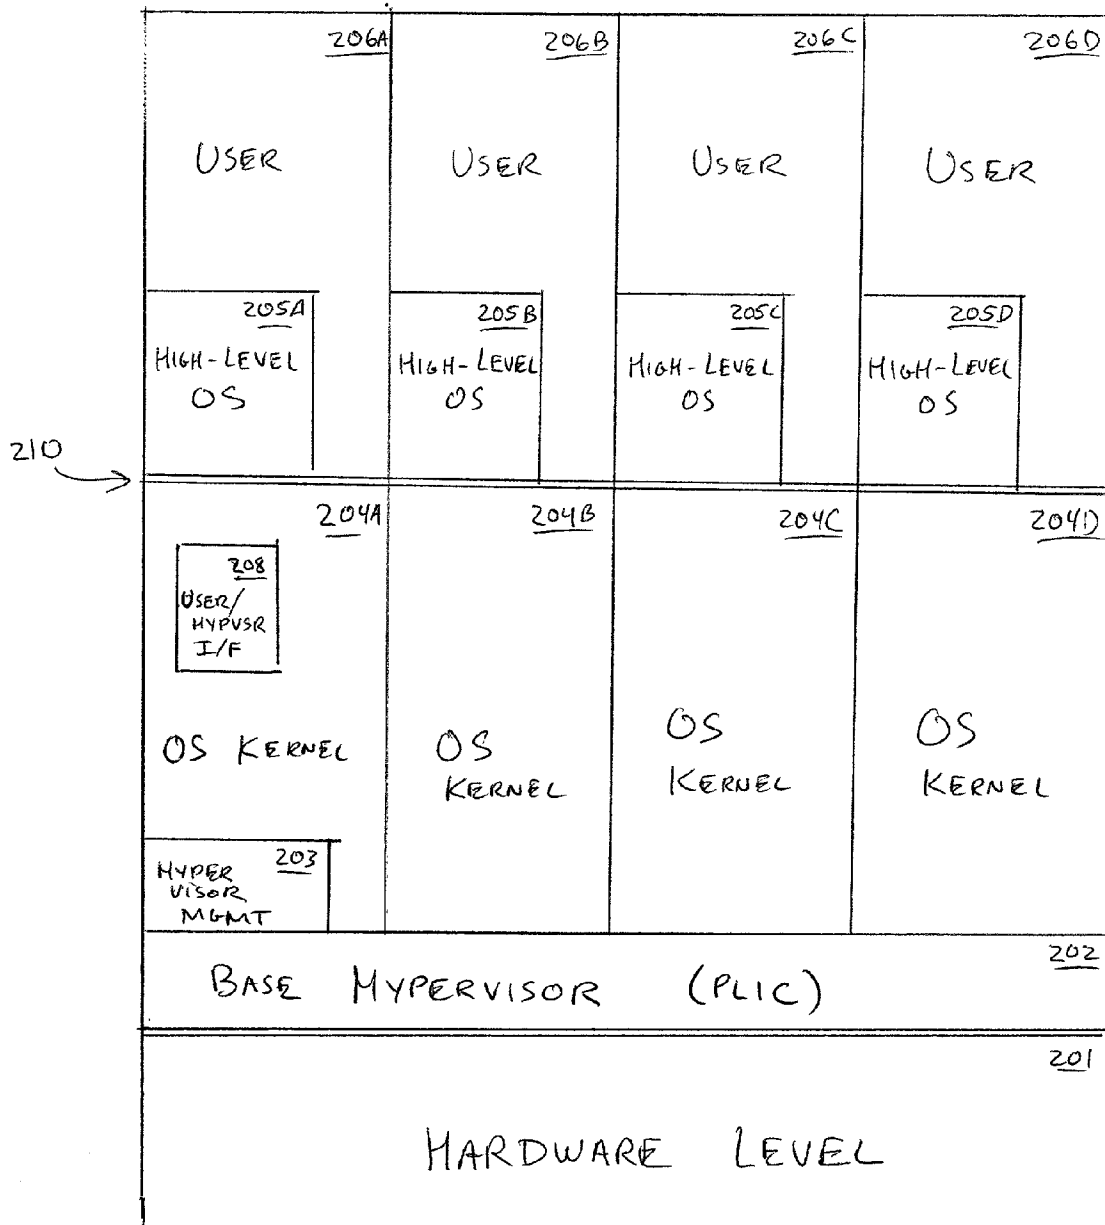 206A
206B
206C
206D
USER
USER
USER
USER
205A
205B
205C
205D
HIGH-LEVEL
OS
HIGH-LEVEL
OS
HIGH-LEVEL
OS
HIGH-LEVEL
OS
210
204A
204B
204C
204D
208
USER/
HYPVSR
I/F
OS KERNEL
OS
KERNEL
OS
KERNEL
OS
KERNEL
203
HYPER
VISOR
MGMT
202
BASE HYPERVISOR (PLIC)
201
HARDWARE LEVEL